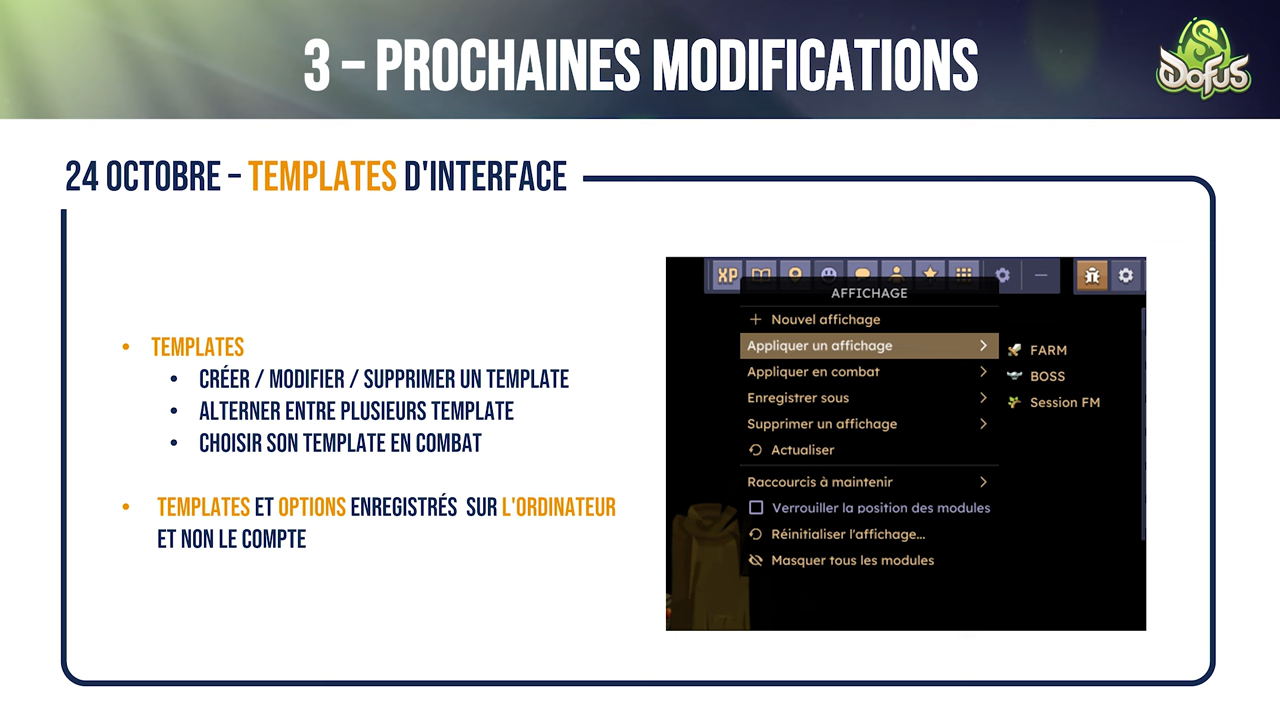 3 – PROCHAINES MODIFICATIONS
DOFUS
24 OCTOBRE – TEMPLATES D'INTERFACE
• TEMPLATES
• CRÉER / MODIFIER / SUPPRIMER UN TEMPLATE
• ALTERNER ENTRE PLUSIEURS TEMPLATE
• CHOISIR SON TEMPLATE EN COMBAT
• TEMPLATES ET OPTIONS ENREGISTRÉS SUR L'ORDINATEUR
ET NON LE COMPTE
XP
AFFICHAGE
Nouvel affichage
Appliquer un affichage
Appliquer en combat
Enregistrer sous
Supprimer un affichage
Actualiser
Raccourcis à maintenir
Verrouiller la position des modules
Réinitialiser l'affichage...
Masquer tous les modules
FARM
BOSS
Session FM